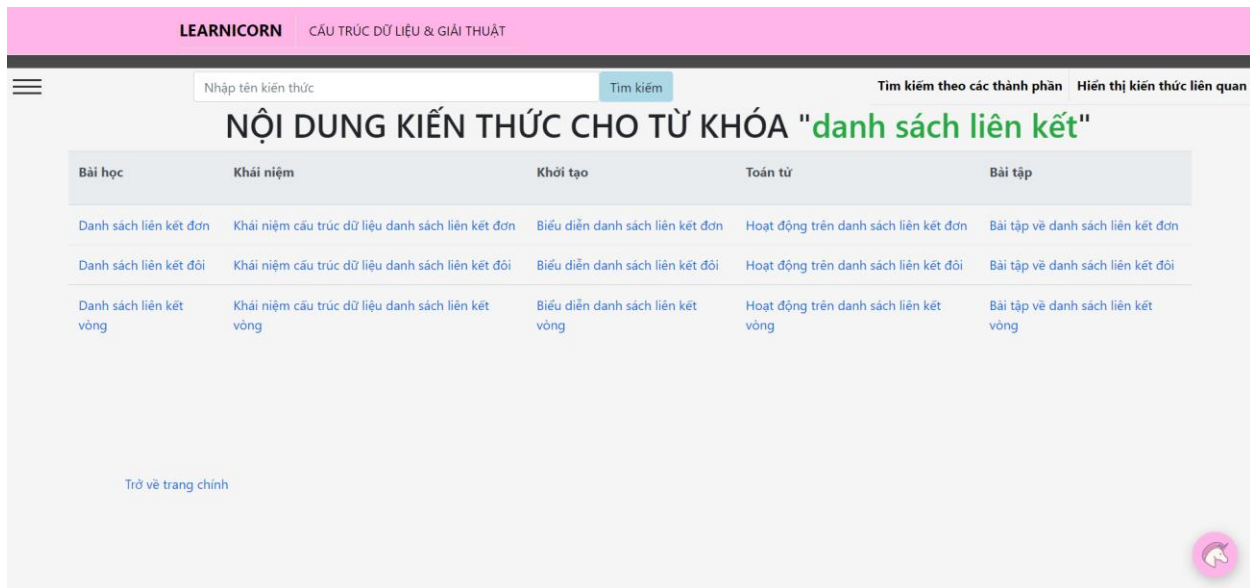 LEARNICORN CẤU TRÚC DỮ LIỆU & GIẢI THUẬT
Nhập tên kiến thức Tìm kiếm Tìm kiếm theo các thành phần Hiển thị kiến thức liên quan
NỘI DUNG KIẾN THỨC CHO TỪ KHÓA "danh sách liên kết"
Bài học Khái niệm Khởi tạo Toán tử Bài tập
Danh sách liên kết đơn Khái niệm cấu trúc dữ liệu danh sách liên kết đơn Biểu diễn danh sách liên kết đơn Hoạt động trên danh sách liên kết đơn Bài tập về danh sách liên kết đơn
Danh sách liên kết đôi Khái niệm cấu trúc dữ liệu danh sách liên kết đôi Biểu diễn danh sách liên kết đôi Hoạt động trên danh sách liên kết đôi Bài tập về danh sách liên kết đôi
Danh sách liên kết Khái niệm cấu trúc dữ liệu danh sách liên kết Biểu diễn danh sách liên kết Hoạt động trên danh sách liên kết Bài tập về danh sách liên kết
vòng vòng vòng vòng vòng
Trở về trang chính